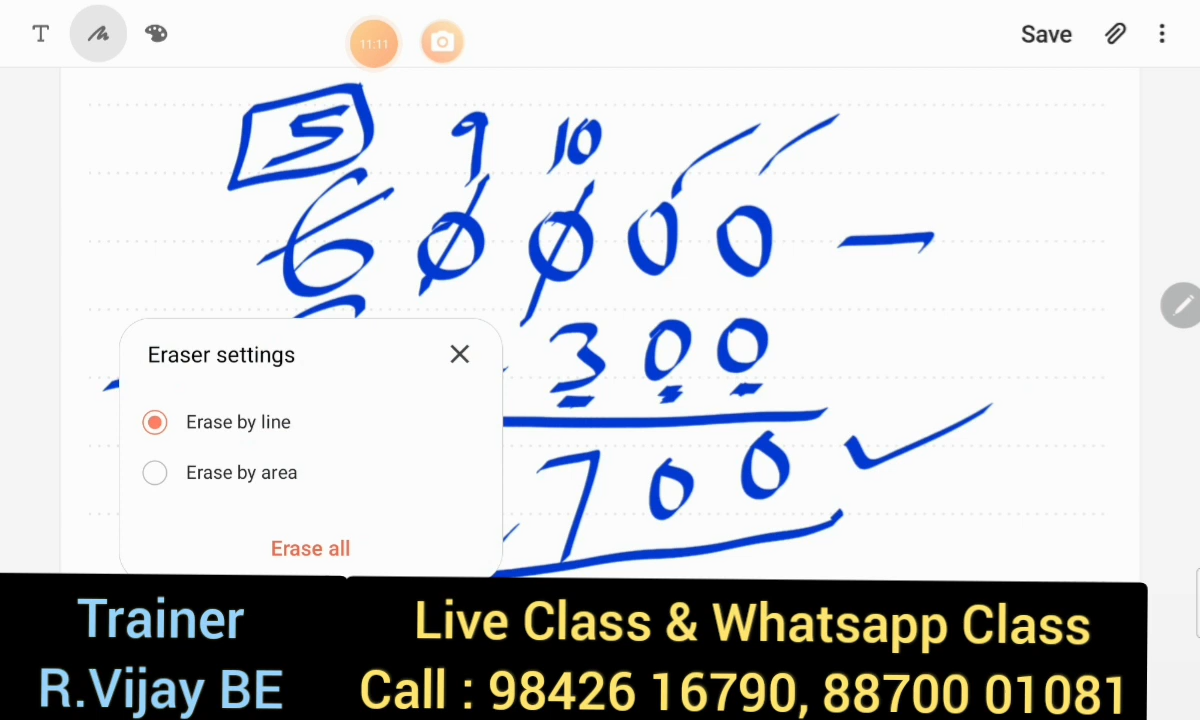 T 11:11 Save
5 9 10
60000 -
300
Eraser settings
Erase by line
700
Erase by area
Erase all
Trainer Live Class & Whatsapp Class
R.Vijay BE Call : 98426 16790, 88700 01081